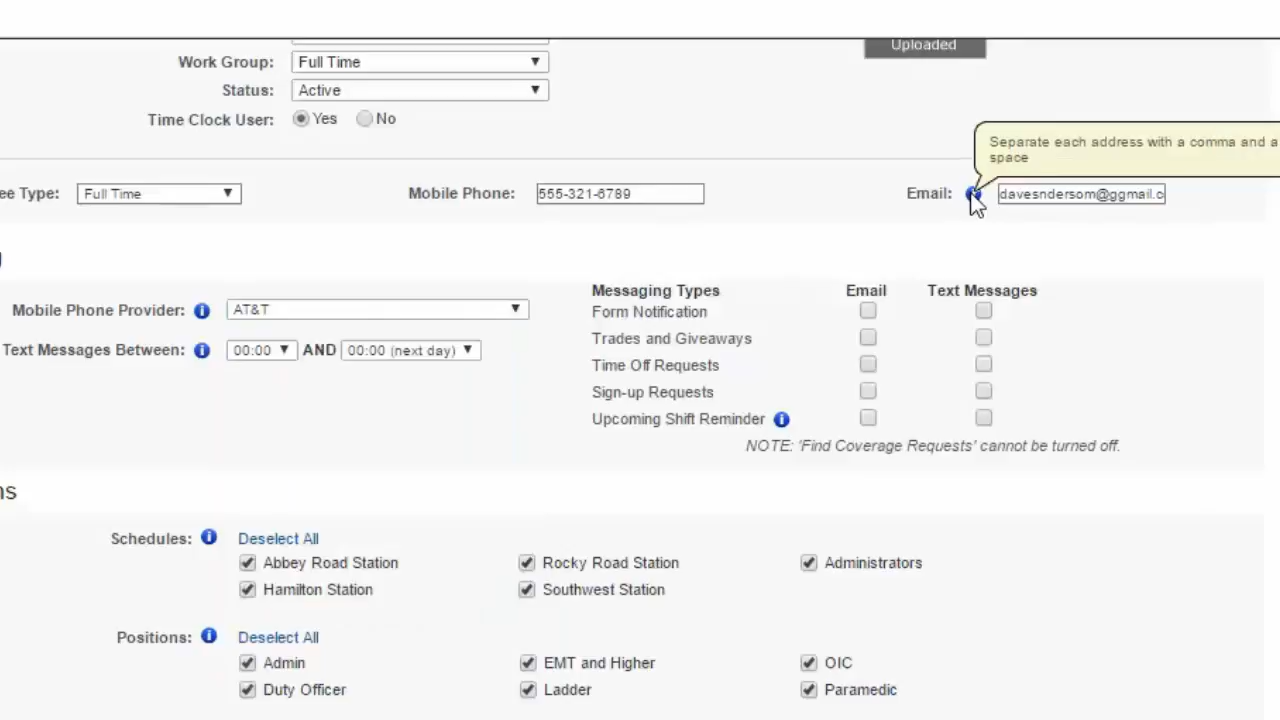 Uploaded
Work Group: Full Time
Status: Active
Time Clock User: Yes No
Separate each address with a comma and a
space
ee Type: Full Time Mobile Phone: 555-321-6789 Email: davesndersom@ggmail.c
Messaging Types Email Text Messages
Mobile Phone Provider: AT&T Form Notification
Trades and Giveaways
Text Messages Between: 00:00 AND 00:00 (next day)
Time Off Requests
Sign-up Requests
Upcoming Shift Reminder
NOTE: 'Find Coverage Requests' cannot be turned off.
ns
Schedules: Deselect All
Abbey Road Station Rocky Road Station Administrators
Hamilton Station Southwest Station
Positions: Deselect All
Admin EMT and Higher OIC
Duty Officer Ladder Paramedic